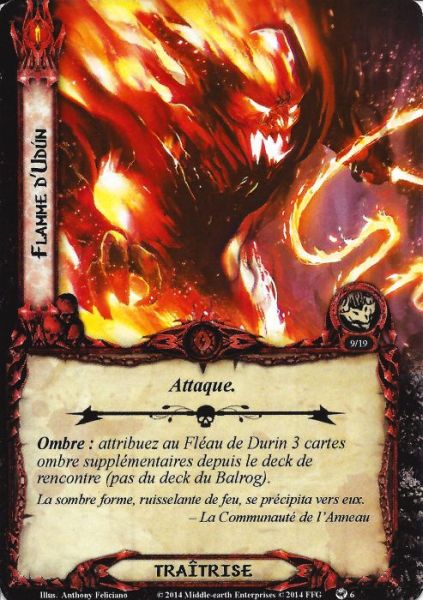 Flamme d'Udûn
9/19
Attaque.
Ombre : attribuez au Fléau de Durin 3 cartes
ombre supplémentaires depuis le deck de
rencontre (pas du deck du Balrog).
La sombre forme, ruisselante de feu, se précipita vers eux.
– La Communauté de l'Anneau
TRAÎTRISE
Illus. Anthony Feliciano © 2014 Middle-earth Enterprises © 2014 FFG 6